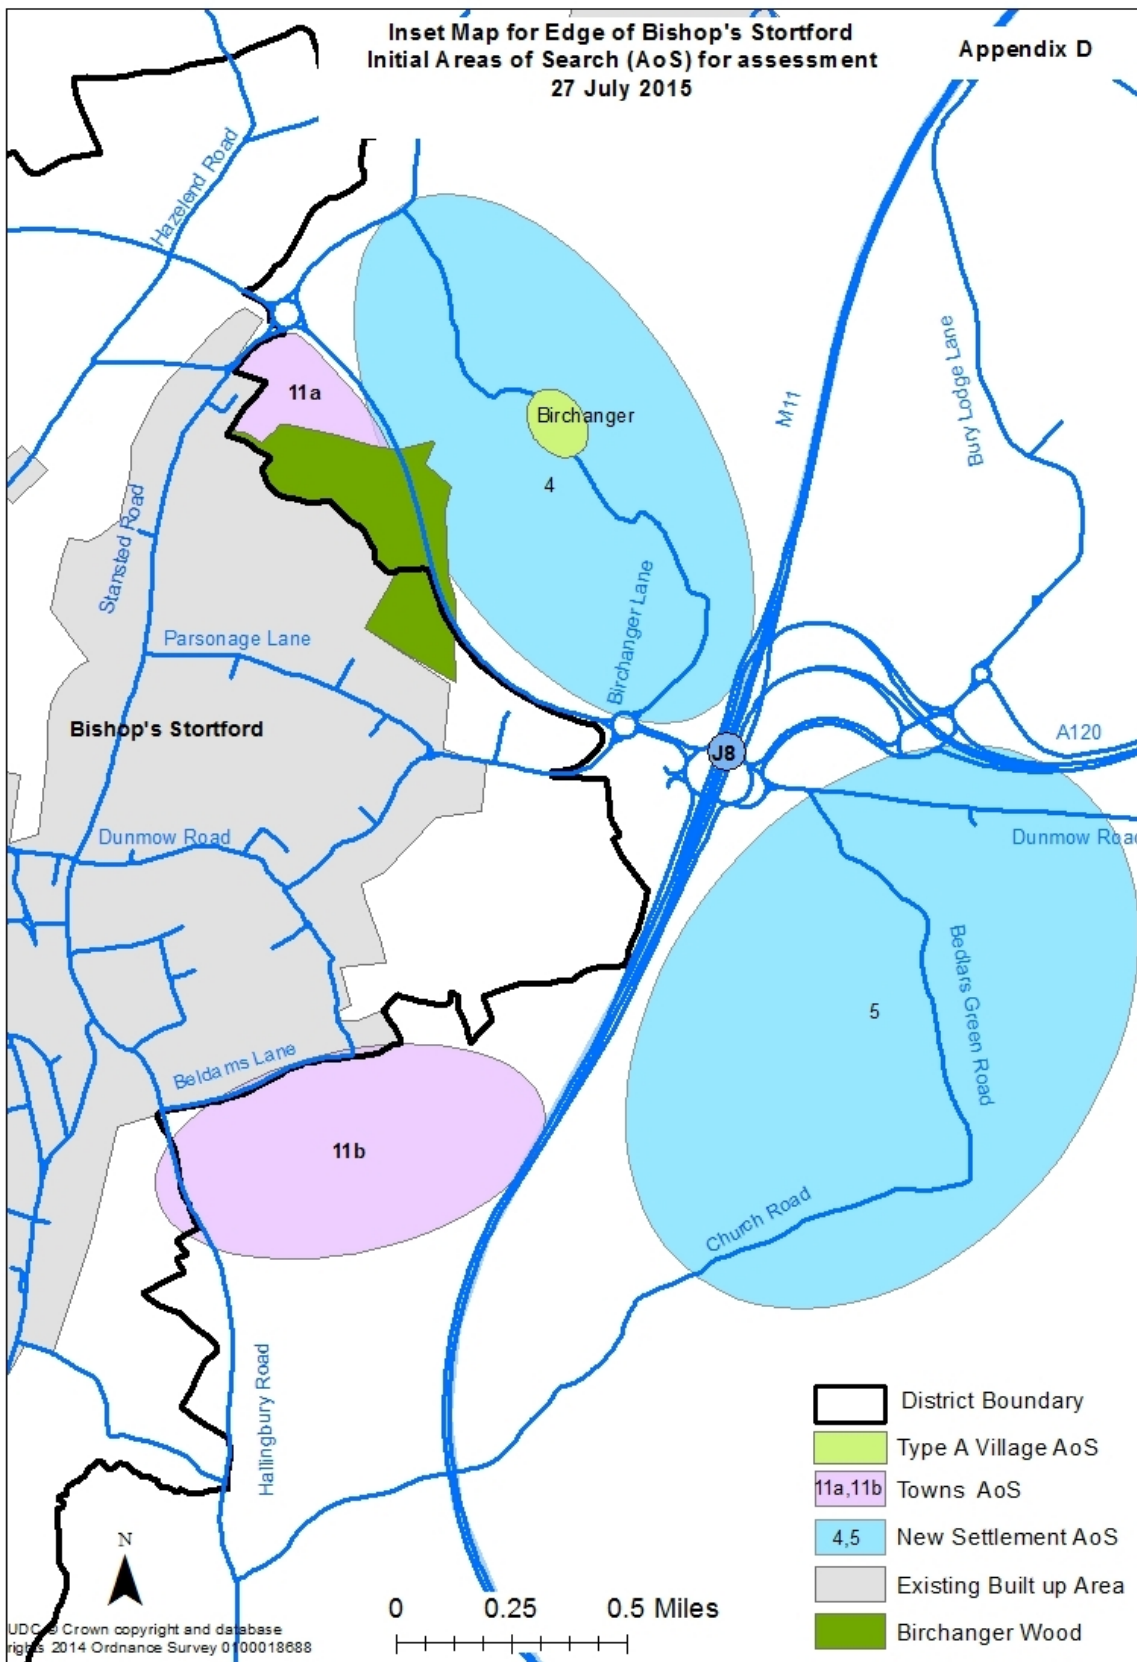 Inset Map for Edge of Bishop's Stortford
Initial Areas of Search (AoS) for assessment
27 July 2015
Appendix D
Hazelend Road
11a
Birchanger
4
M11
Bury Lodge Lane
Stansted Road
Parsonage Lane
Birchanger Lane
Bishop's Stortford
J8
A120
Dunmow Road
Dunmow Road
Bedlars Green Road
5
Beldams Lane
11b
Church Road
Hallingbury Road
District Boundary
Type A Village AoS
11a,11b Towns AoS
4,5 New Settlement AoS
Existing Built up Area
Birchanger Wood
N
0 0.25 0.5 Miles
UDC © Crown copyright and database
rights 2014 Ordnance Survey 0100018688